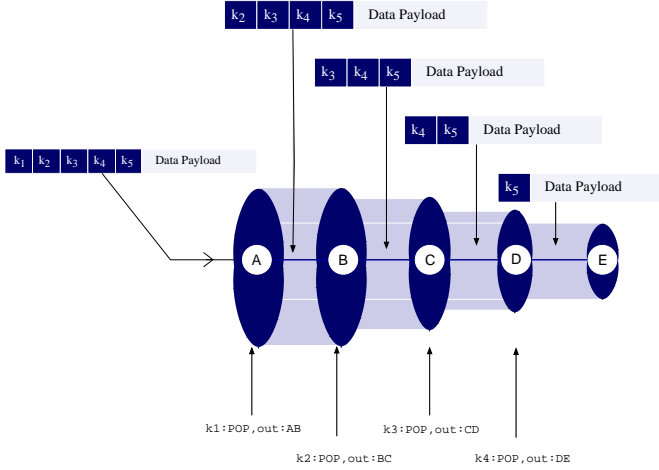 k2 k3 k4 k5 Data Payload
k3 k4 k5 Data Payload
k4 k5 Data Payload
k1 k2 k3 k4 k5 Data Payload
k5 Data Payload
A B C D E
k1:POP,out:AB
k3:POP,out:CD
k2:POP,out:BC
k4:POP,out:DE